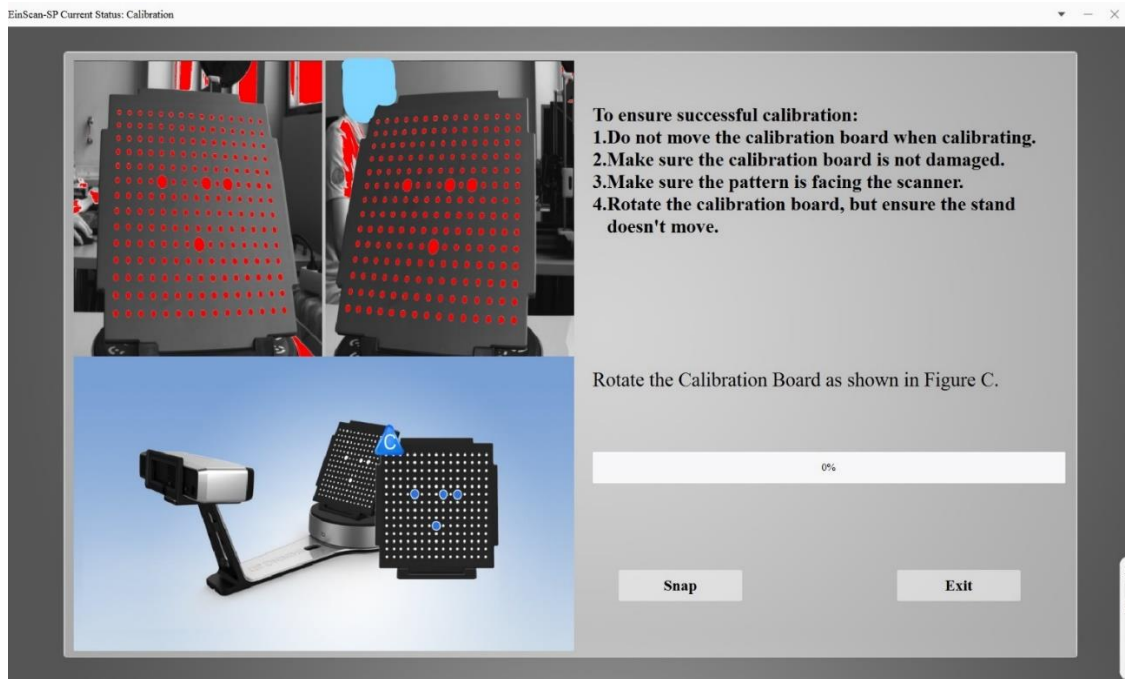 EinScan-SP Current Status: Calibration
To ensure successful calibration:
1.Do not move the calibration board when calibrating.
2.Make sure the calibration board is not damaged.
3.Make sure the pattern is facing the scanner.
4.Rotate the calibration board, but ensure the stand
doesn't move.
C
Rotate the Calibration Board as shown in Figure C.
0%
Snap
Exit